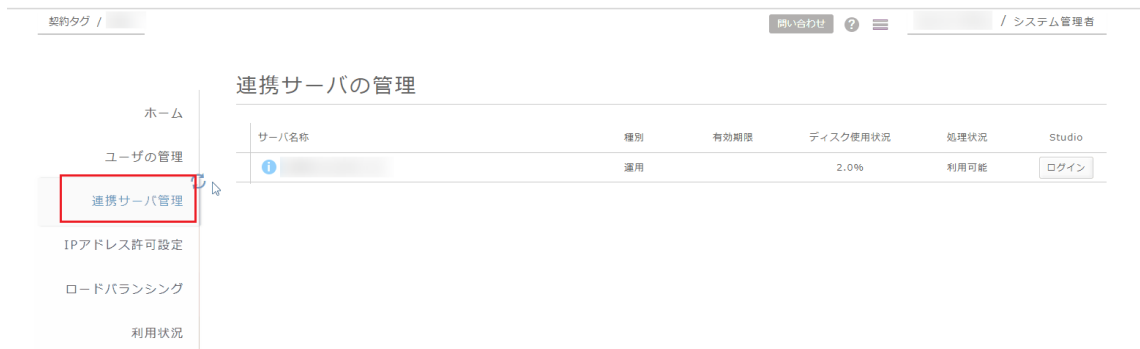 契約タグ /
問い合わせ ? / システム管理者
連携サーバの管理
ホーム
ユーザの管理
連携サーバ管理
IPアドレス許可設定
ロードバランシング
利用状況
サーバ名称 種別 有効期限 ディスク使用状況 処理状況 Studio
i 運用 2.0% 利用可能 ログイン